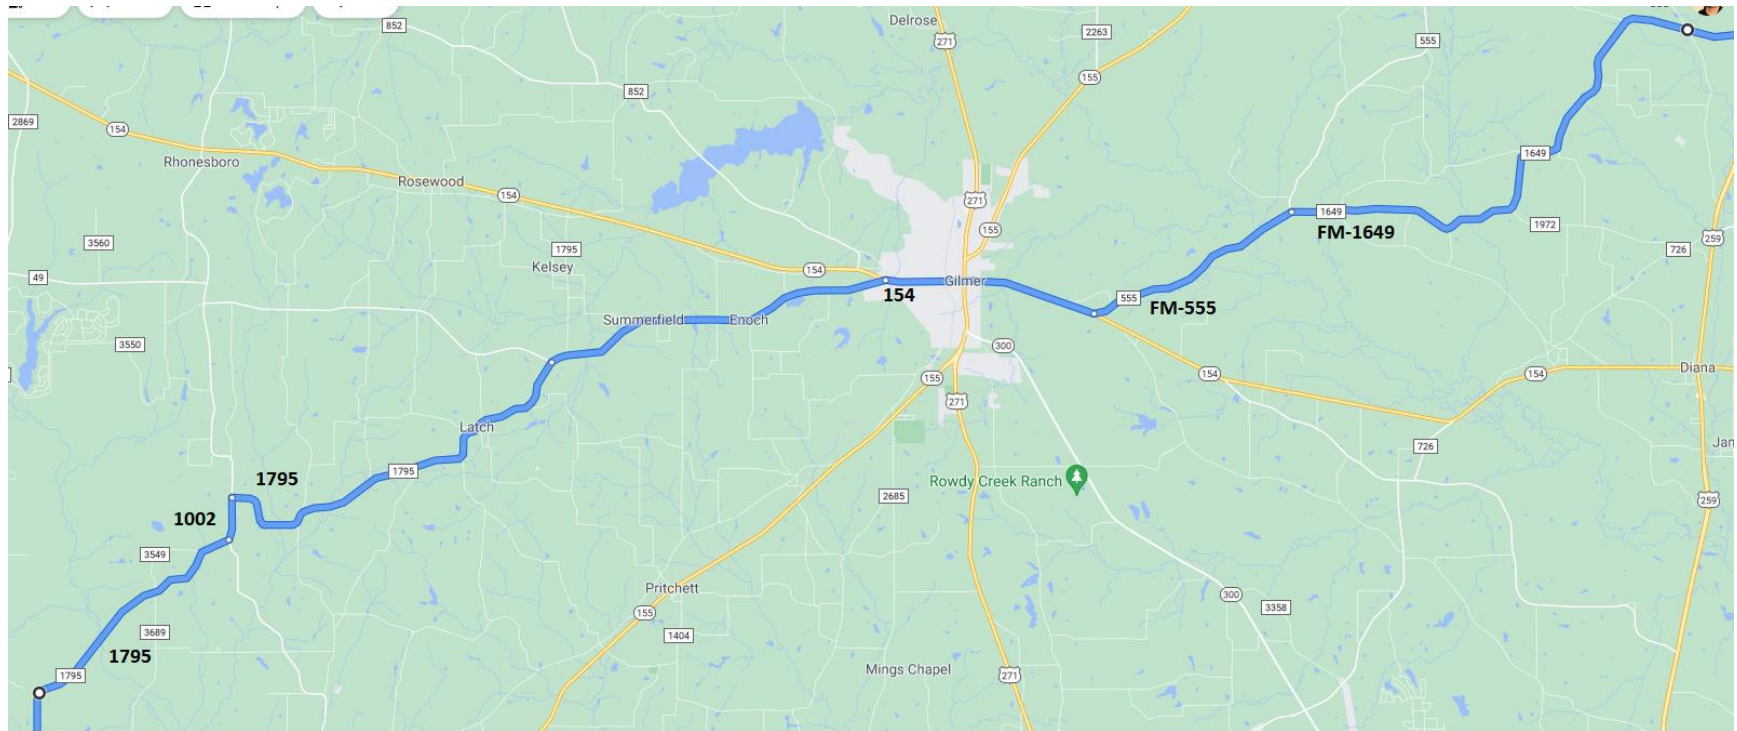 Delrose
852
271
2263
555
155
852
2869
154
Rhonesboro
1649
Rosewood
154
271
1649
FM-1649
1972
155
3560
1795
726
259
Kelsey
49
154
Gilmer
154
555
FM-555
Summerfield
Enoch
3550
300
154
154
Diana
155
271
Latch
726
Jan
1795
1795
Rowdy Creek Ranch
2685
259
1002
3549
Pritchett
155
300
3358
3689
1404
1795
1795
Mings Chapel
271